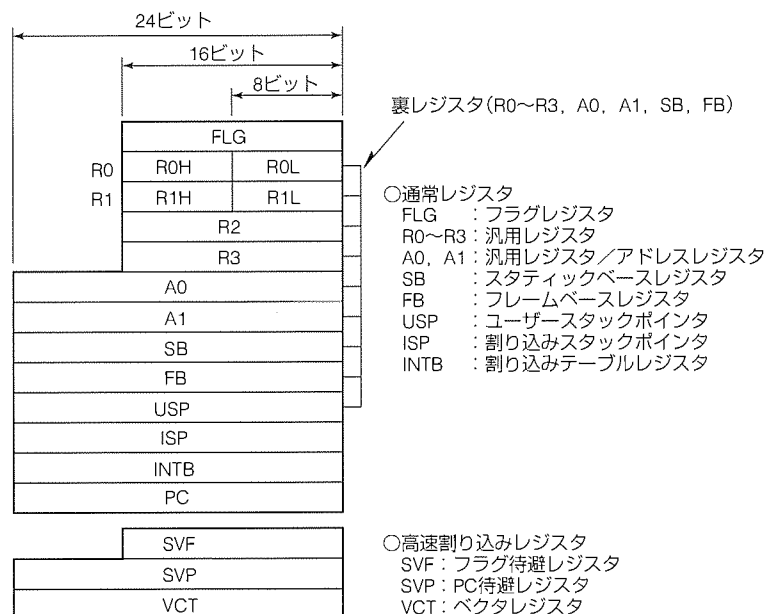 24ビット
16ビット
8ビット
裏レジスタ(R0～R3, A0, A1, SB, FB)
FLG
R0 R0H R0L
R1 R1H R1L
R2
R3
A0
A1
SB
FB
USP
ISP
INTB
PC
SVF
SVP
VCT
○通常レジスタ
FLG ：フラグレジスタ
R0～R3：汎用レジスタ
A0, A1：汎用レジスタ／アドレスレジスタ
SB ：スタティックベースレジスタ
FB ：フレームベースレジスタ
USP ：ユーザースタックポインタ
ISP ：割り込みスタックポインタ
INTB ：割り込みテーブルレジスタ
○高速割り込みレジスタ
SVF：フラグ待避レジスタ
SVP：PC待避レジスタ
VCT：ベクタレジスタ